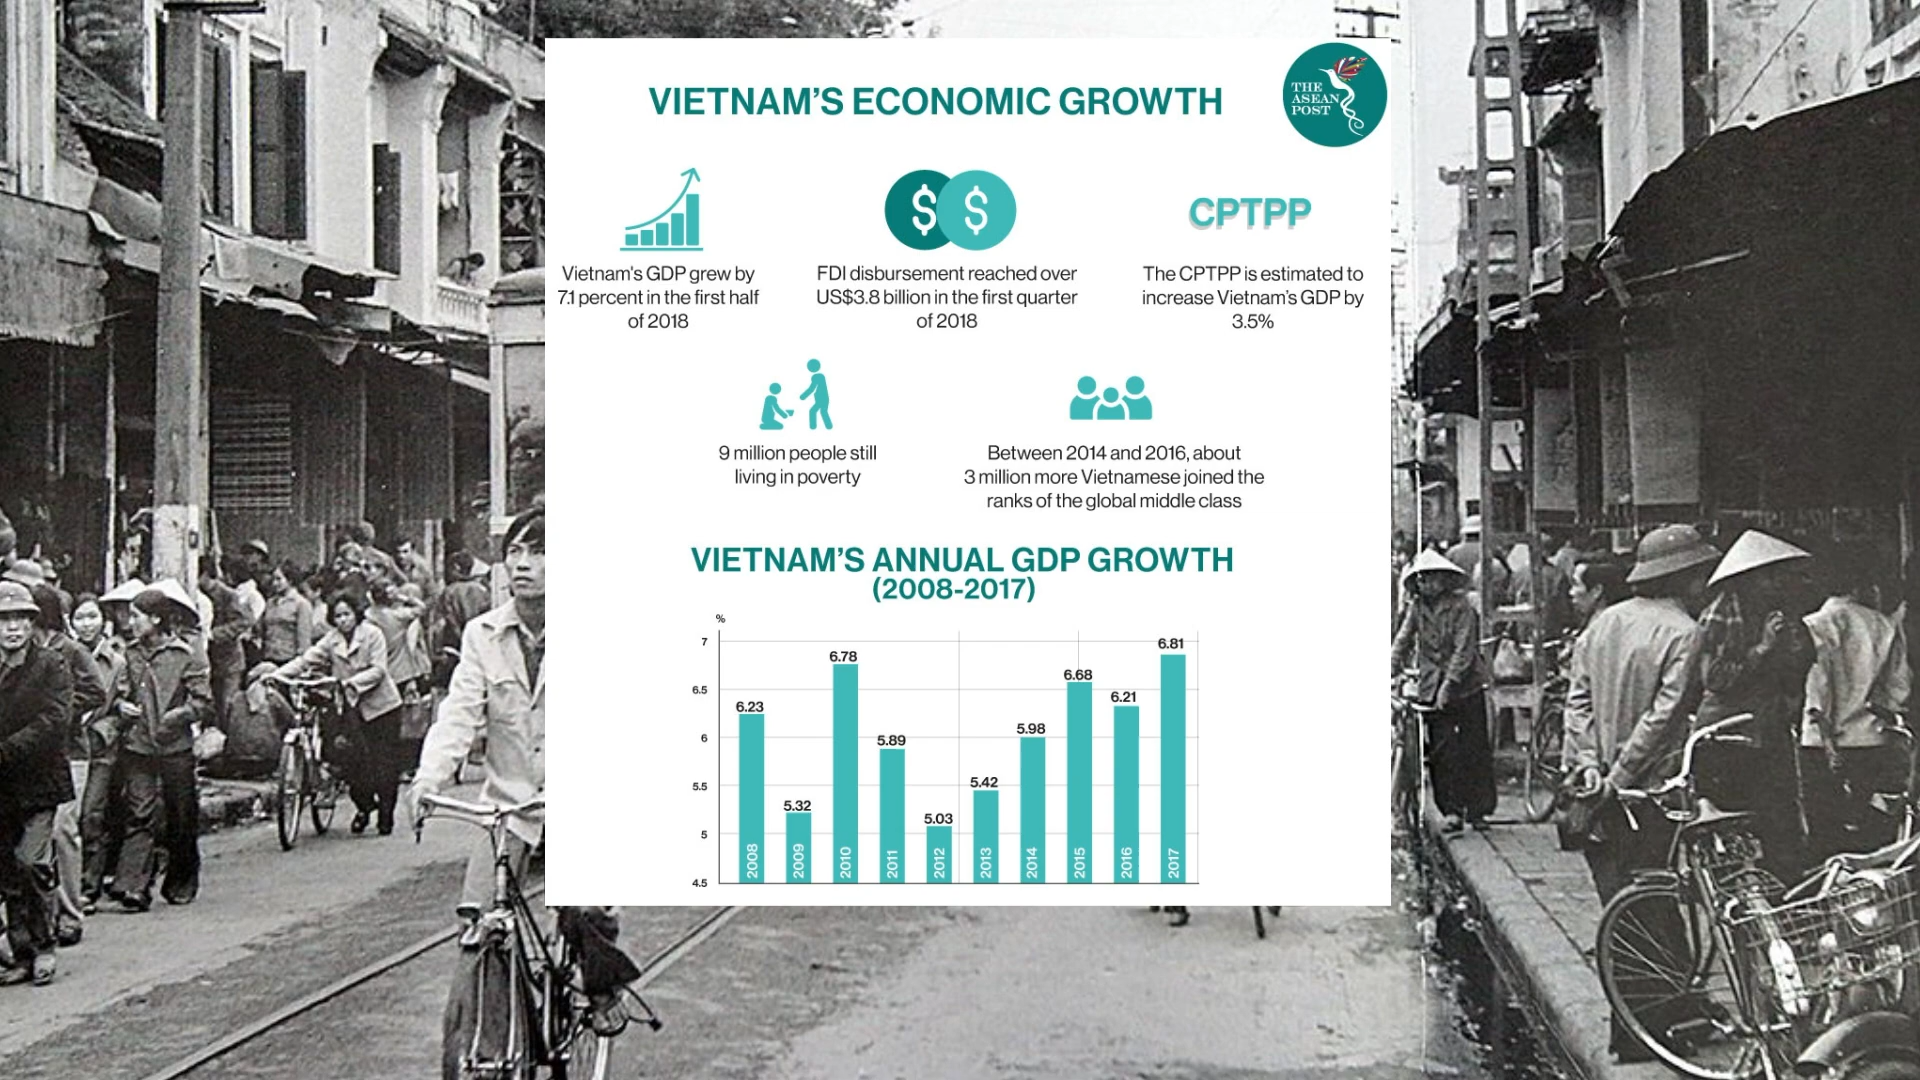 VIETNAM'S ECONOMIC GROWTH
THE
ASEAN
POST
CPTPP
Vietnam's GDP grew by
7.1 percent in the first half
of 2018
FDI disbursement reached over
US$3.8 billion in the first quarter
of 2018
The CPTPP is estimated to
increase Vietnam's GDP by
3.5%
9 million people still
living in poverty
Between 2014 and 2016, about
3 million more Vietnamese joined the
ranks of the global middle class
VIETNAM'S ANNUAL GDP GROWTH
(2008-2017)
%
7
6.5
6
5.5
5
4.5
6.23
5.32
6.78
5.89
5.03
5.42
5.98
6.68
6.21
6.81
2008
2009
2010
2011
2012
2013
2014
2015
2016
2017